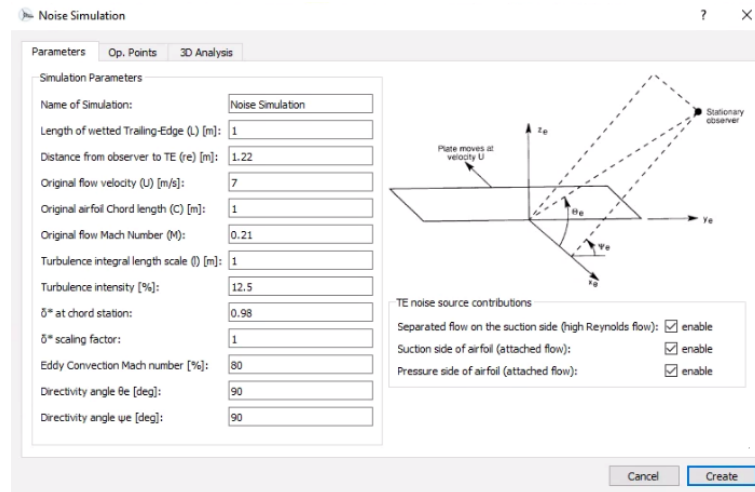 Noise Simulation
?
X
Parameters
Op. Points
3D Analysis
Simulation Parameters
Name of Simulation: Noise Simulation
Length of wetted Trailing-Edge (L) [m]: 1
Distance from observer to TE (re) [m]: 1.22
Original flow velocity (U) [m/s]: 7
Original airfoil Chord length (C) [m]: 1
Original flow Mach Number (M): 0.21
Turbulence integral length scale (l) [m]: 1
Turbulence intensity [%]: 12.5
δ* at chord station: 0.98
δ* scaling factor: 1
Eddy Convection Mach number [%]: 80
Directivity angle θe [deg]: 90
Directivity angle ψe [deg]: 90
Stationary
observer
ze
Plate moves at
velocity U
θe
ye
ψe
xe
TE noise source contributions
Separated flow on the suction side (high Reynolds flow): enable
Suction side of airfoil (attached flow): enable
Pressure side of airfoil (attached flow): enable
Cancel
Create